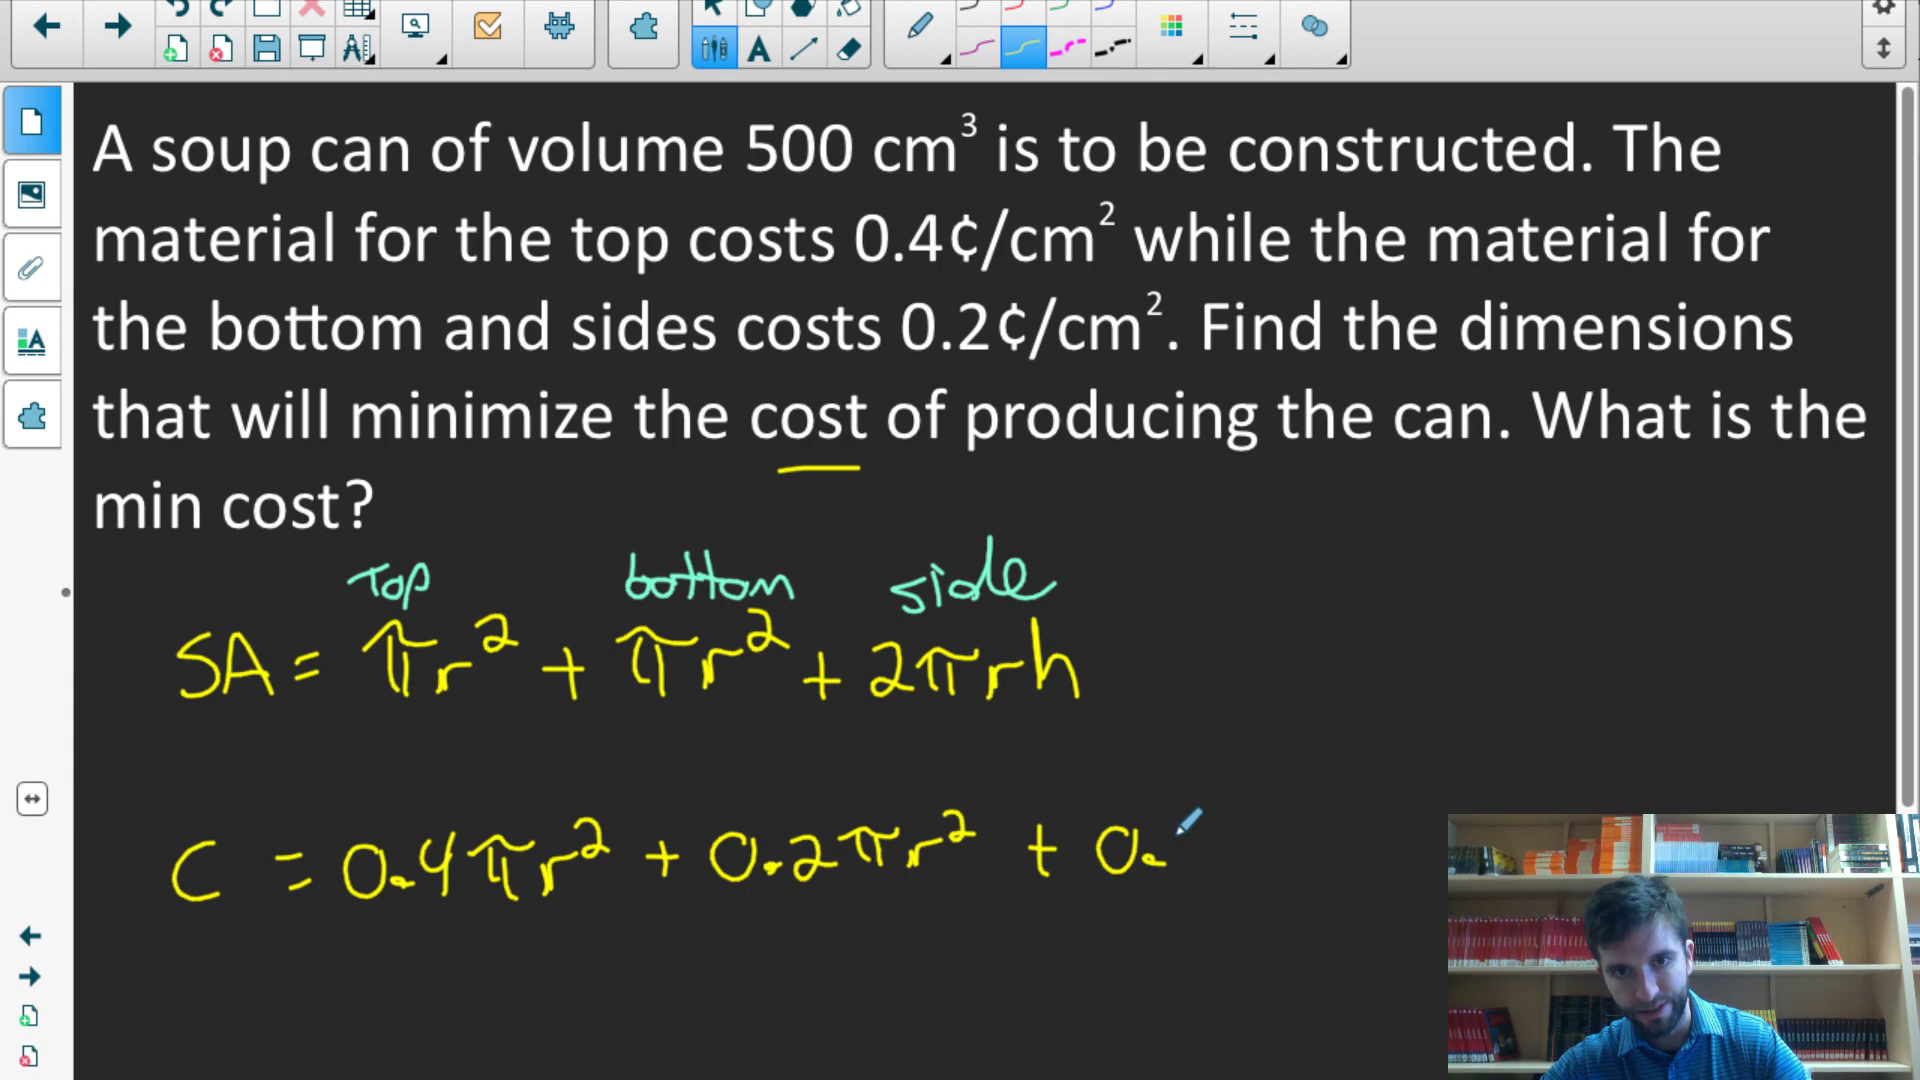 A soup can of volume 500 cm³ is to be constructed. The
material for the top costs 0.4¢/cm² while the material for
the bottom and sides costs 0.2¢/cm². Find the dimensions
that will minimize the cost of producing the can. What is the
min cost?
Top bottom side
SA = πr² + πr² + 2πrh
C = 0.4πr² + 0.2πr² + 0.